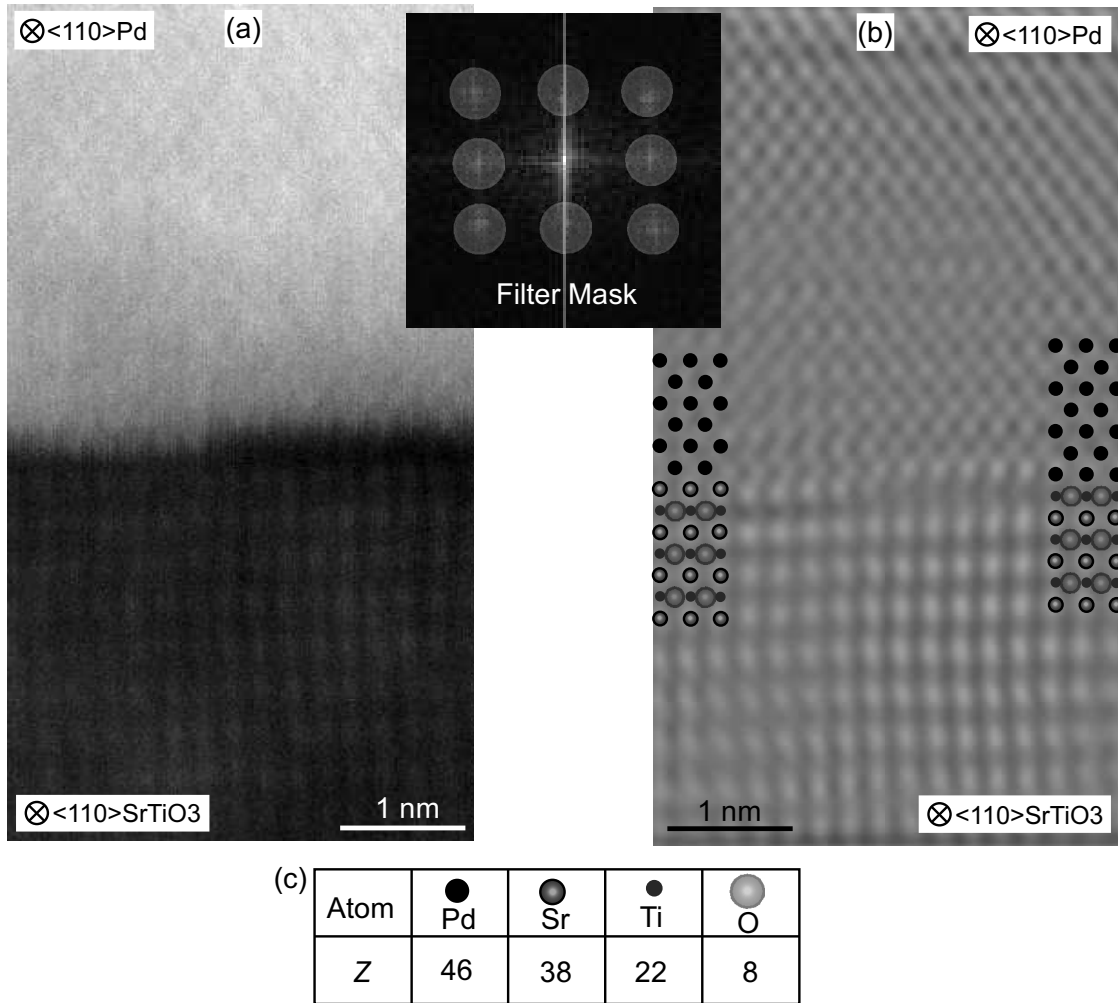 ⊗<110>Pd
(a)
(b)
⊗<110>Pd
Filter Mask
⊗<110>SrTiO3
1 nm
1 nm
⊗<110>SrTiO3
(c)
Atom Pd Sr Ti O
Z 46 38 22 8